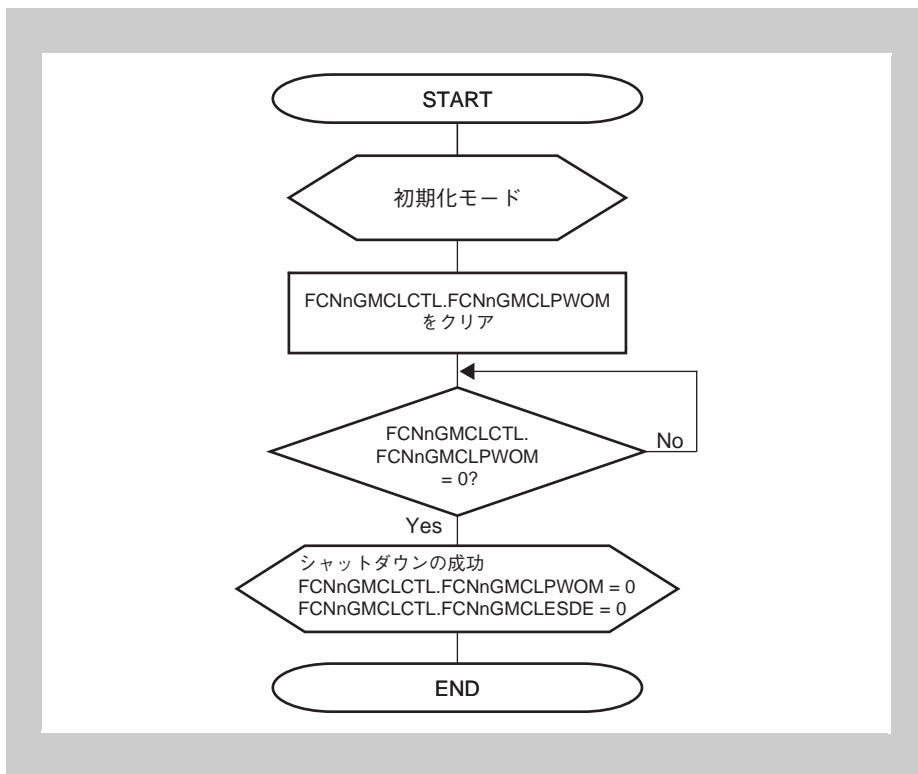 START
初期化モード
FCNnGMCLCTL.FCNnGMCLPWOM
をクリア
FCNnGMCLCTL.
FCNnGMCLPWOM
= 0?
No
Yes
シャットダウンの成功
FCNnGMCLCTL.FCNnGMCLPWOM = 0
FCNnGMCLCTL.FCNnGMCLESDE = 0
END